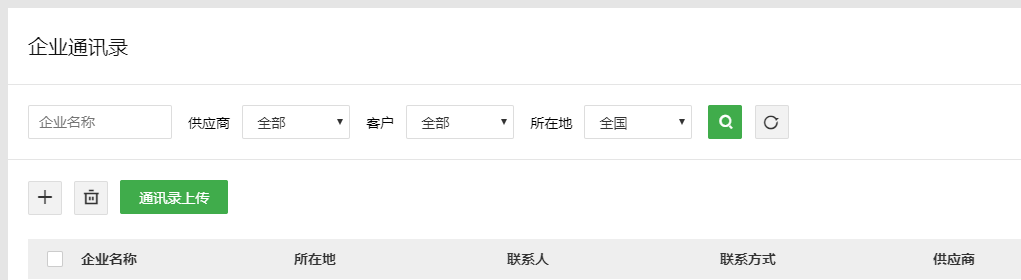 企业通讯录
企业名称 供应商 全部 客户 全部 所在地 全国
通讯录上传
企业名称 所在地 联系人 联系方式 供应商